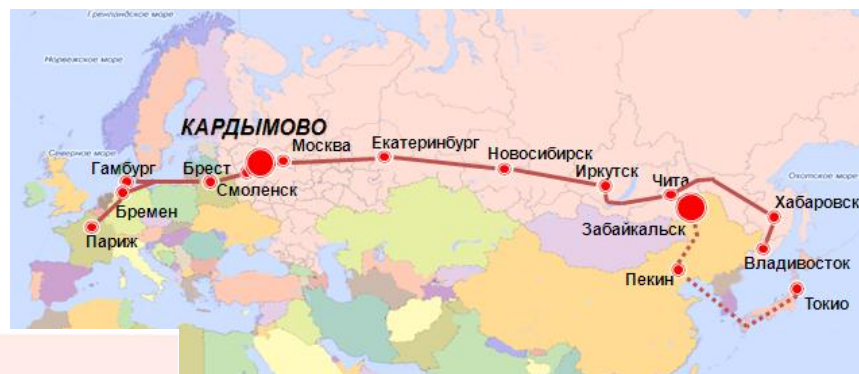 Гренландское море
Норвежское море
КАРДЫМОВО
Северное море
Москва
Екатеринбург
Гамбург
Брест
Смоленск
Новосибирск
Иркутск
Чита
Охотское море
Хабаровск
Бремен
Париж
Забайкальск
Владивосток
Пекин
Токио